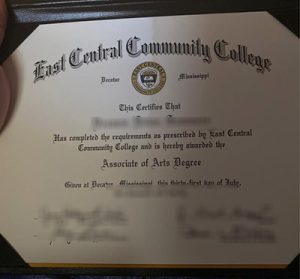 East Central Community College
Decatur Mississippi
This Certifies That
Has completed the requirements as prescribed by East Central
Community College and is hereby awarded the
Associate of Arts Degree
Given at Decatur, Mississippi, this thirty-first day of July,